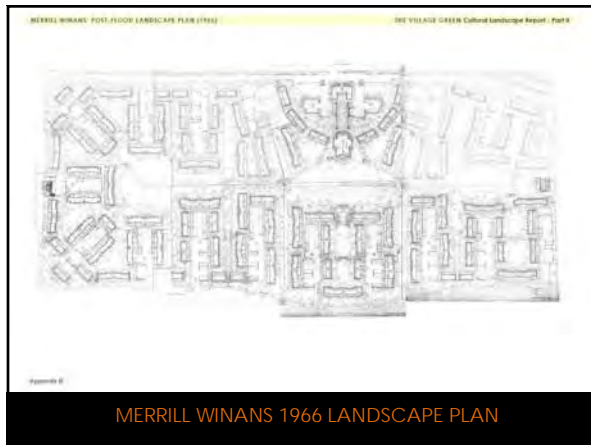 MERRILL WINANS' POST-FLOOD LANDSCAPE PLAN (1966)
THE VILLAGE GREEN Cultural Landscape Report : Part II
Appendix B
MERRILL WINANS 1966 LANDSCAPE PLAN